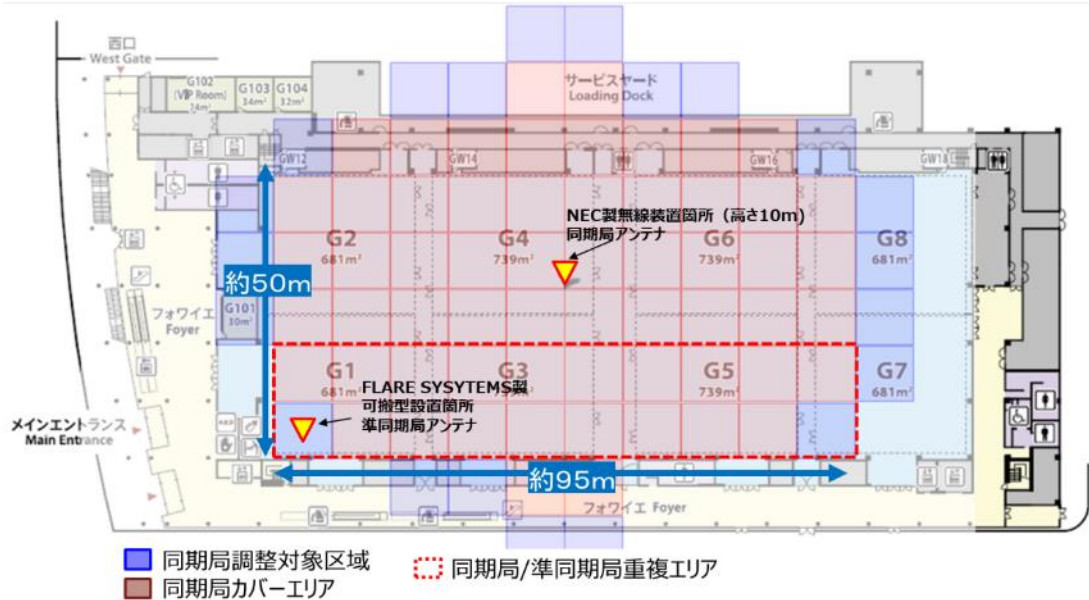 西口
West Gate
G102
(VIP Room)
24m²
G103
34m²
G104
32m²
サービスヤード
Loading Dock
GW12
GW14
GW16
GW18
NEC製無線装置箇所（高さ10m）
同期局アンテナ
G2
681m²
G4
739m²
G6
739m²
G8
681m²
約50m
G101
30m²
フォワイエ
Foyer
G1
681m²
G3
G5
739m²
G7
681m²
FLARE SYSYTEMS製
可搬型設置箇所
準同期局アンテナ
メインエントランス
Main Entrance
約95m
フォワイエ Foyer
同期局調整対象区域
同期局/準同期局重複エリア
同期局カバーエリア